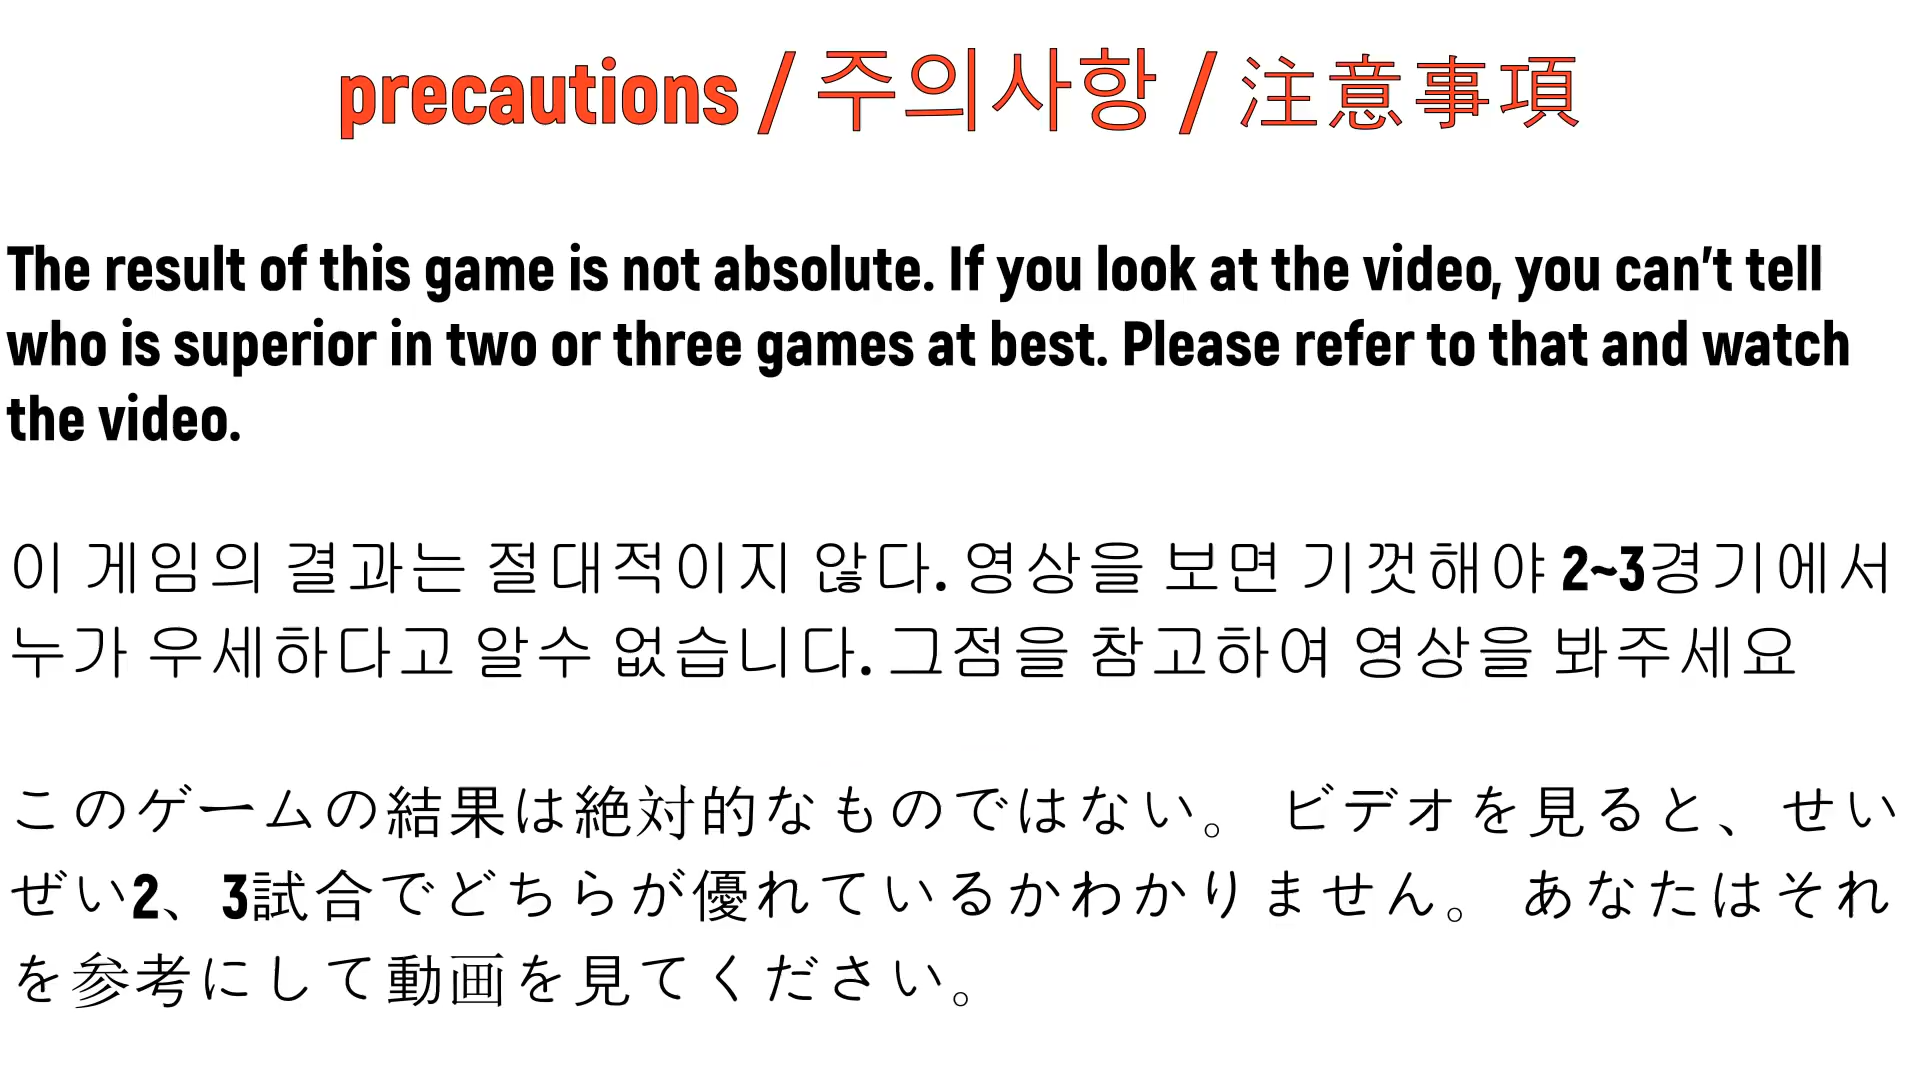 precautions / 주의사항 / 注意事項
The result of this game is not absolute. If you look at the video, you can't tell
who is superior in two or three games at best. Please refer to that and watch
the video.
이 게임의 결과는 절대적이지 않다. 영상을 보면 기껏해야 2~3경기에서
누가 우세하다고 알수 없습니다. 그점을 참고하여 영상을 봐주세요
このゲームの結果は絶対的なものではない。 ビデオを見ると、せい
ぜい2、3試合でどちらが優れているかわかりません。 あなたはそれ
を参考にして動画を見てください。